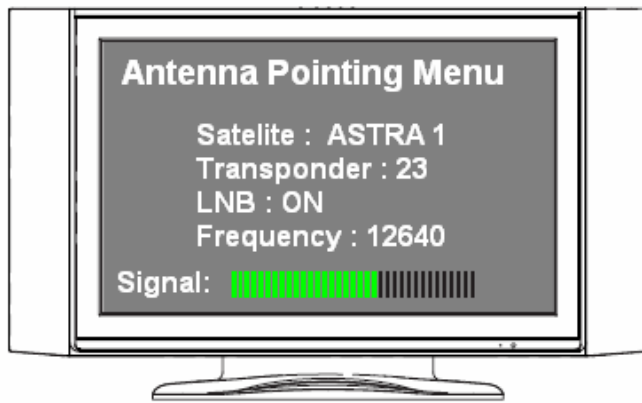 Antenna Pointing Menu
Satelite : ASTRA 1
Transponder : 23
LNB : ON
Frequency : 12640
Signal: